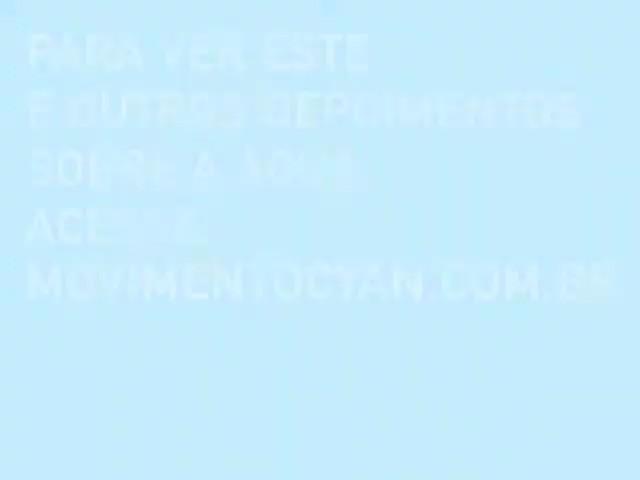 PARA VER ESTE
E OUTROS DEPOIMENTOS
SOBRE A ÁGUA,
ACESSE:
MOVIMENTOCYAN.COM.BR